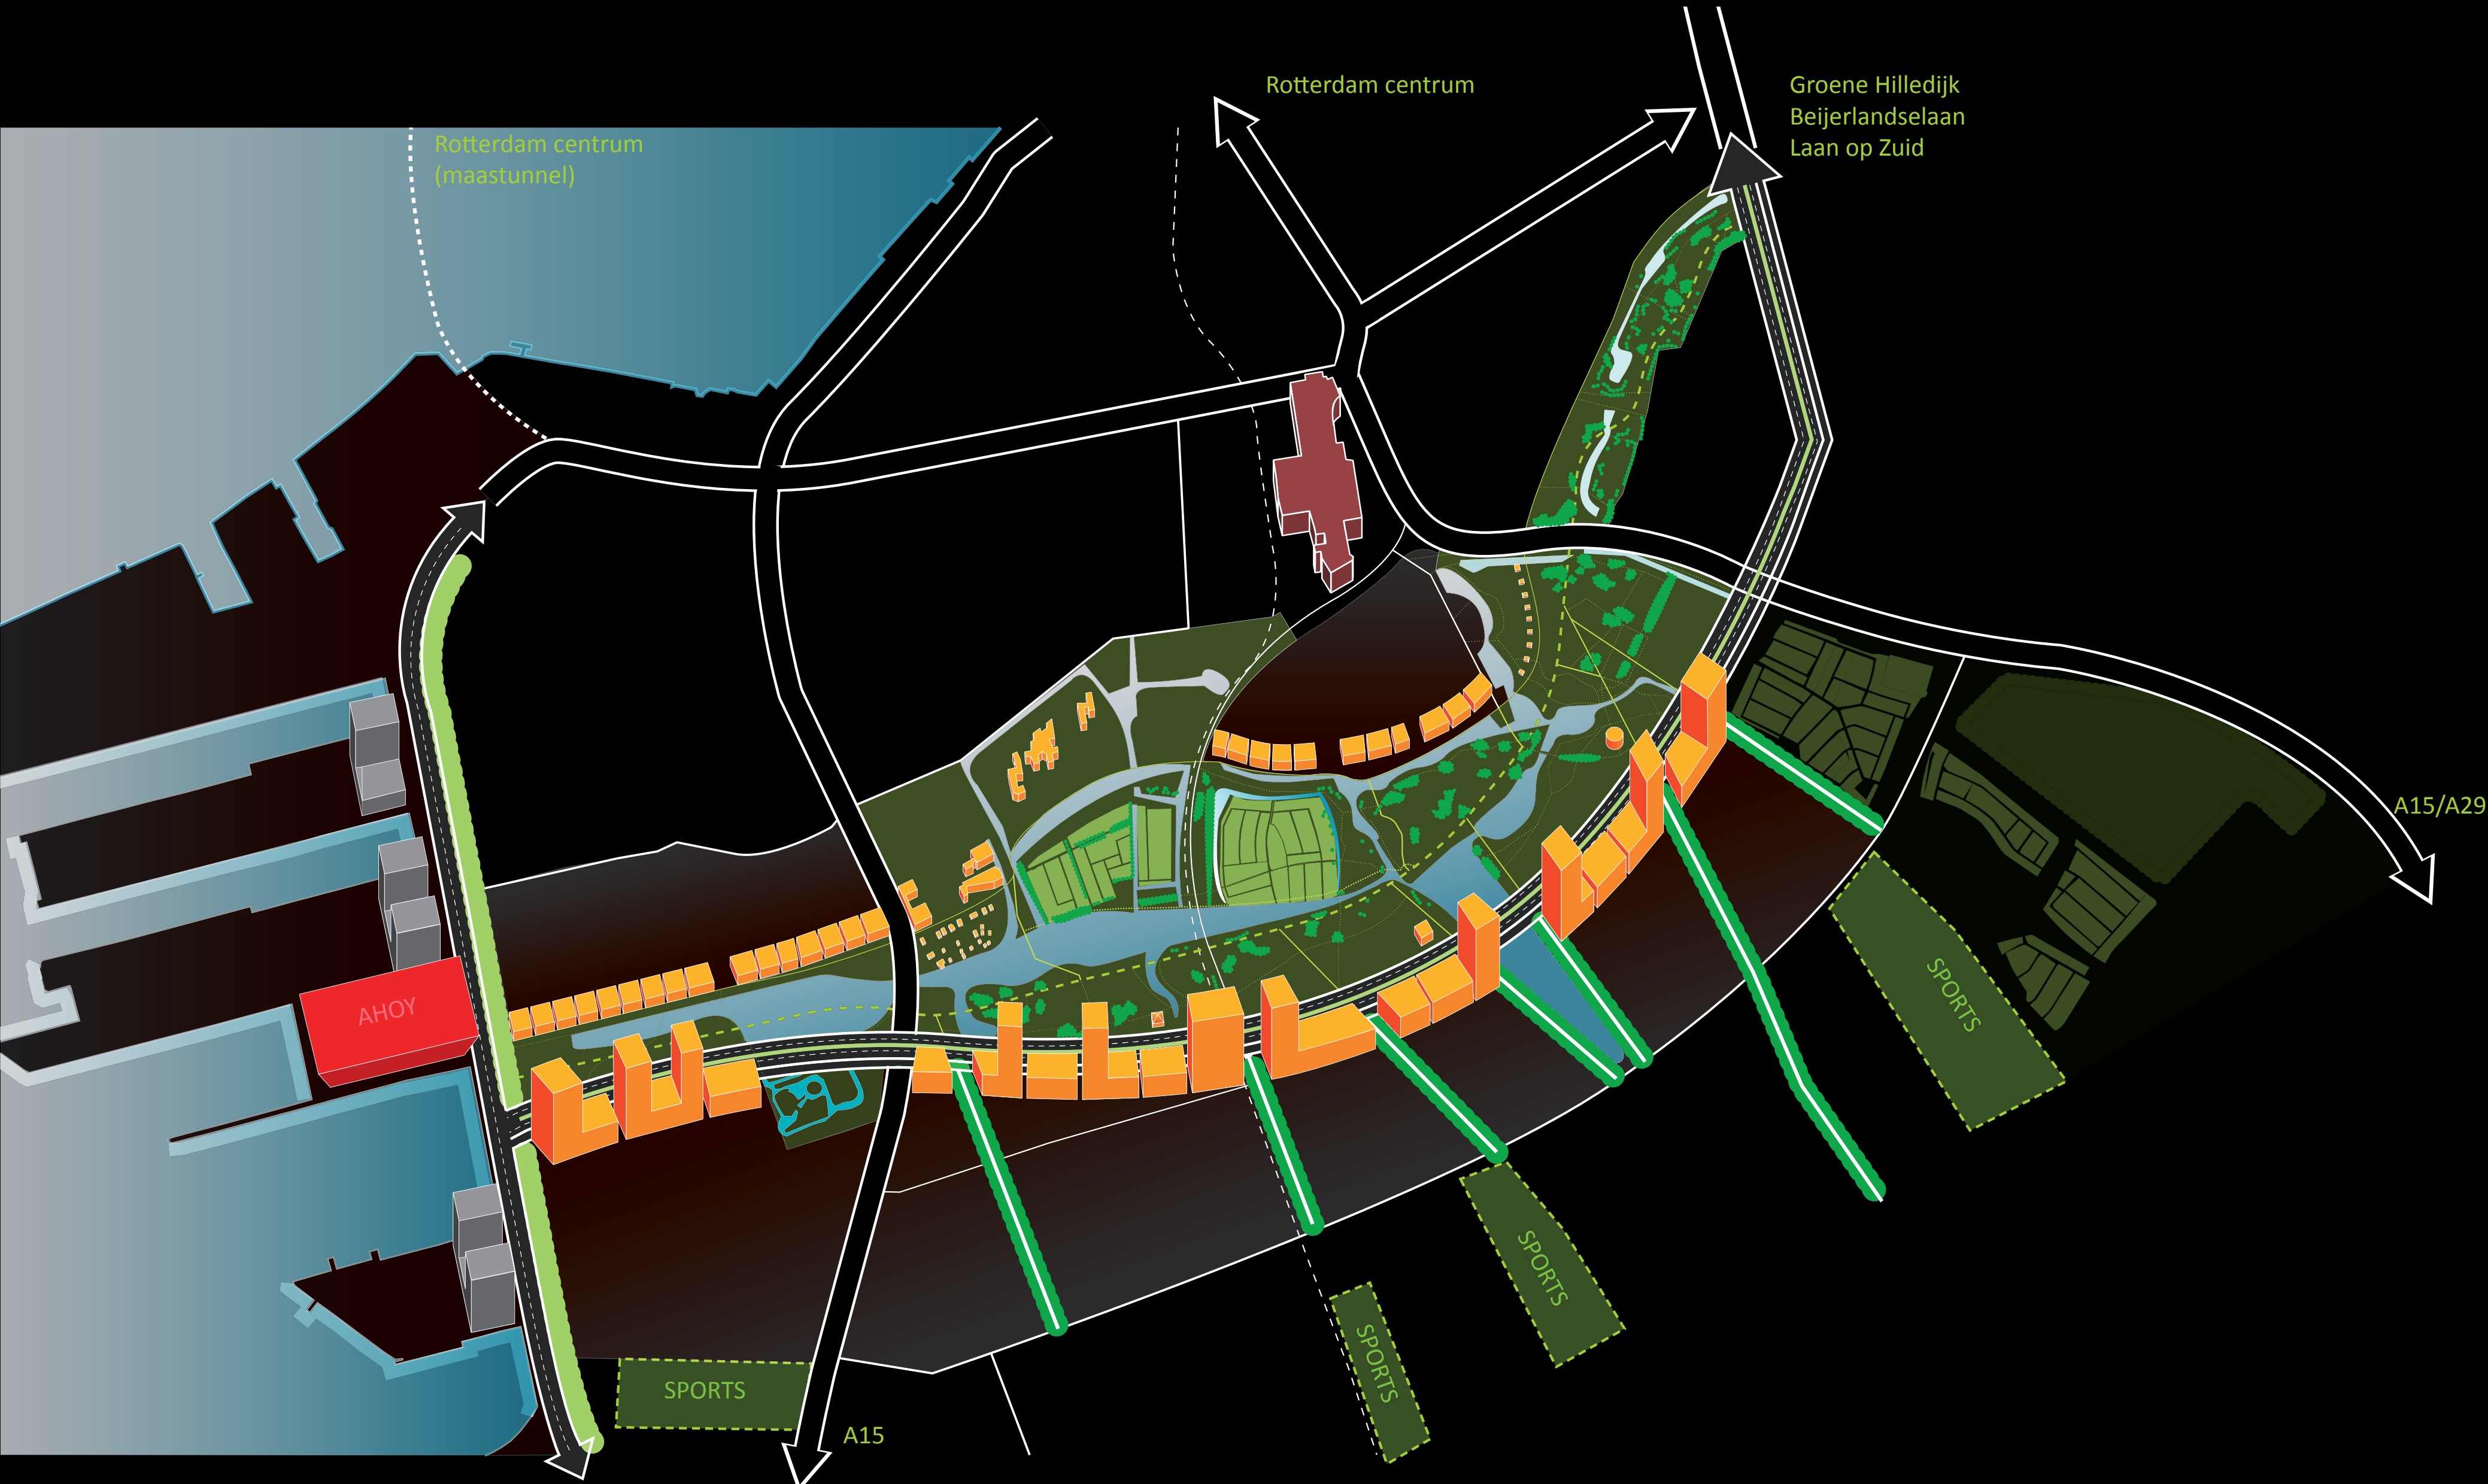 Rotterdam centrum
Groene Hilledijk
Beijerlandselaan
Laan op Zuid
Rotterdam centrum
(maastunnel)
A15/A29
AHOY
SPORTS
SPORTS
SPORTS
SPORTS
A15